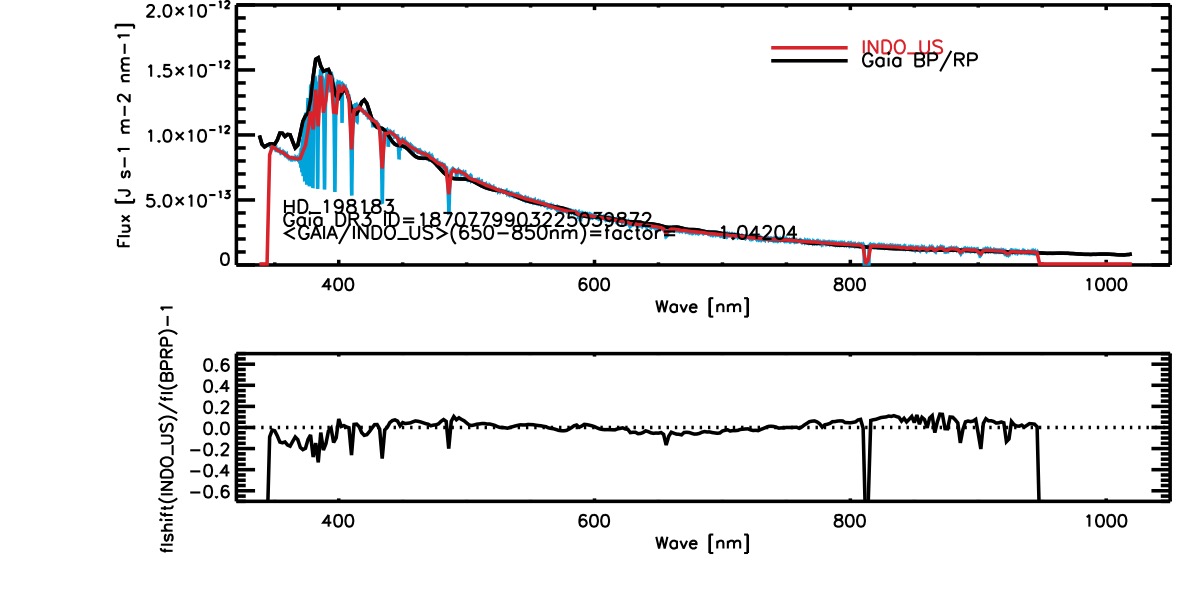 2.0×10−12
1.5×10−12
1.0×10−12
5.0×10−13
0
Flux [J s−1 m−2 nm−1]
INDO_US
Gaia BP/RP
HD_198183
Gaia DR3 ID=1870779903225039872
<GAIA/INDO_US>(650−850nm)=factor= 1.04204
400 600 800 1000
Wave [nm]
flshift(INDO_US)/fl(BPRP)−1
0.6
0.4
0.2
0.0
−0.2
−0.4
−0.6
400 600 800 1000
Wave [nm]